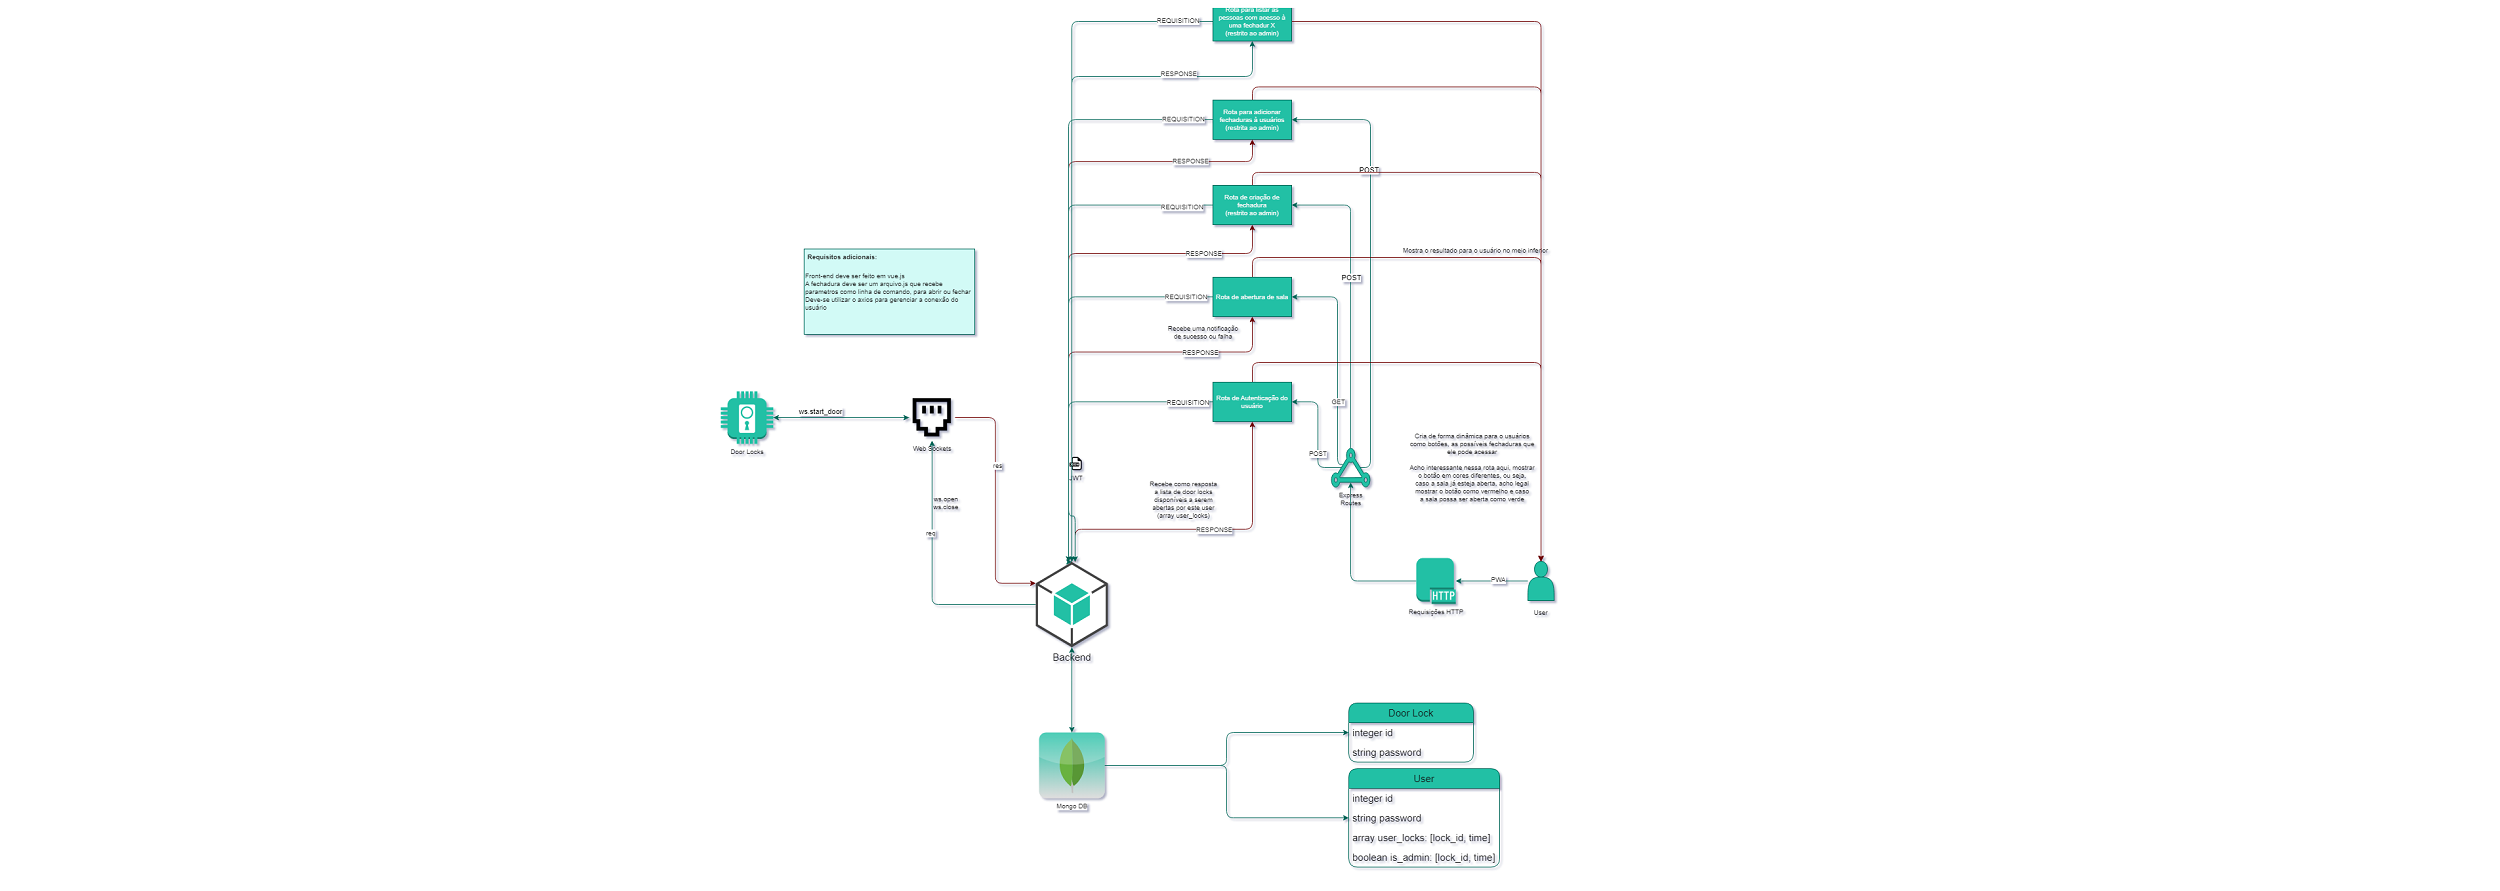 Rota para listar as
pessoas com acesso à
uma fechadur X
(restrito ao admin)
REQUISITION
RESPONSE
Rota para adicionar
fechaduras à usuários
(restrita ao admin)
REQUISITION
RESPONSE
POST
Rota de criação de
fechadura
(restrito ao admin)
REQUISITION
RESPONSE
POST
Mostra o resultado para o usuário no meio inferior
Requisitos adicionais:
Front-end deve ser feito em vue.js
A fechadura deve ser um arquivo.js que recebe
parametros como linha de comando, para abrir ou fechar
Deve-se utilizar o axios para gerenciar a conexão do
usuário
Rota de abertura de sala
REQUISITION
Recebe uma notificação
de sucesso ou falha
RESPONSE
GET
Rota de Autenticação do
usuário
REQUISITION
POST
ws.start_door
Door Locks
Web Sockets
res
ws.open
ws.close
req
JWT
Recebe como resposta
a lista de door locks
disponíveis a serem
abertas por este user
(array user_locks)
RESPONSE
Express
Routes
Cria de forma dinâmica para o usuários
como botões, as possíveis fechaduras que
ele pode acessar
Acho interessante nessa rota aqui, mostrar
o botão em cores diferentes, ou seja,
caso a sala já esteja aberta, acho legal
mostrar o botão como vermelho e caso
a sala possa ser aberta como verde
HTTP
Requisições HTTP
PWA
User
Backend
Mongo DB
Door Lock
integer id
string password
User
integer id
string password
array user_locks: [lock_id, time]
boolean is_admin: [lock_id, time]